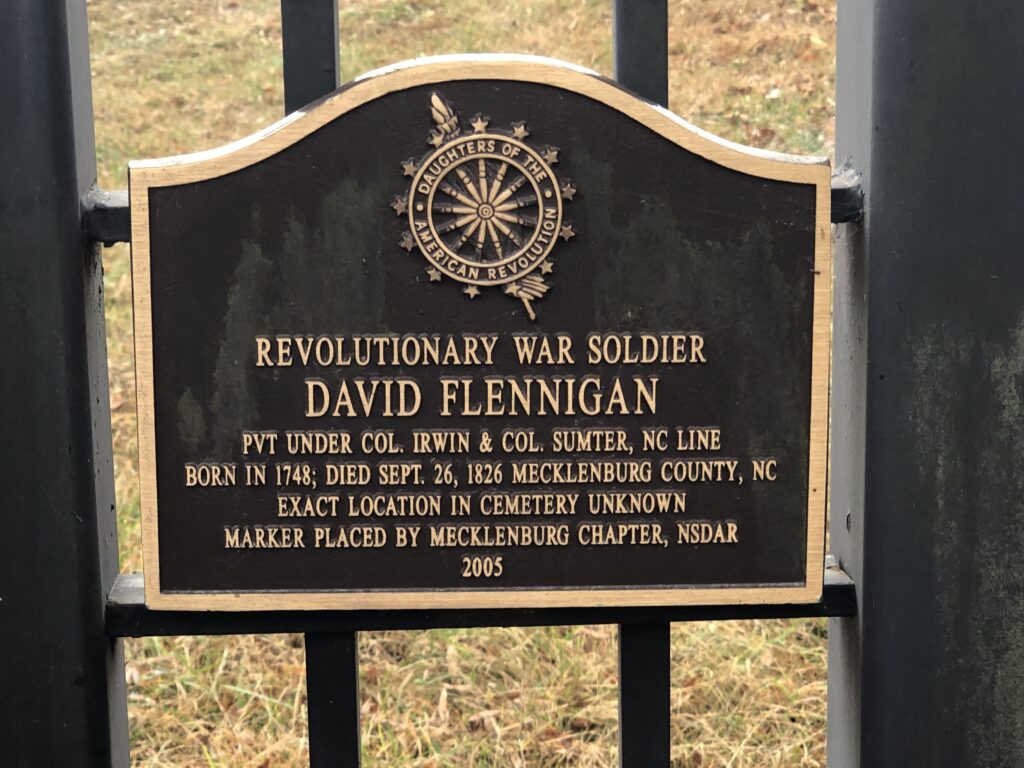 DAUGHTERS OF THE
AMERICAN REVOLUTION
REVOLUTIONARY WAR SOLDIER
DAVID FLENNIGAN
PVT UNDER COL. IRWIN & COL. SUMTER, NC LINE
BORN IN 1748; DIED SEPT. 26, 1826 MECKLENBURG COUNTY, NC
EXACT LOCATION IN CEMETERY UNKNOWN
MARKER PLACED BY MECKLENBURG CHAPTER, NSDAR
2005